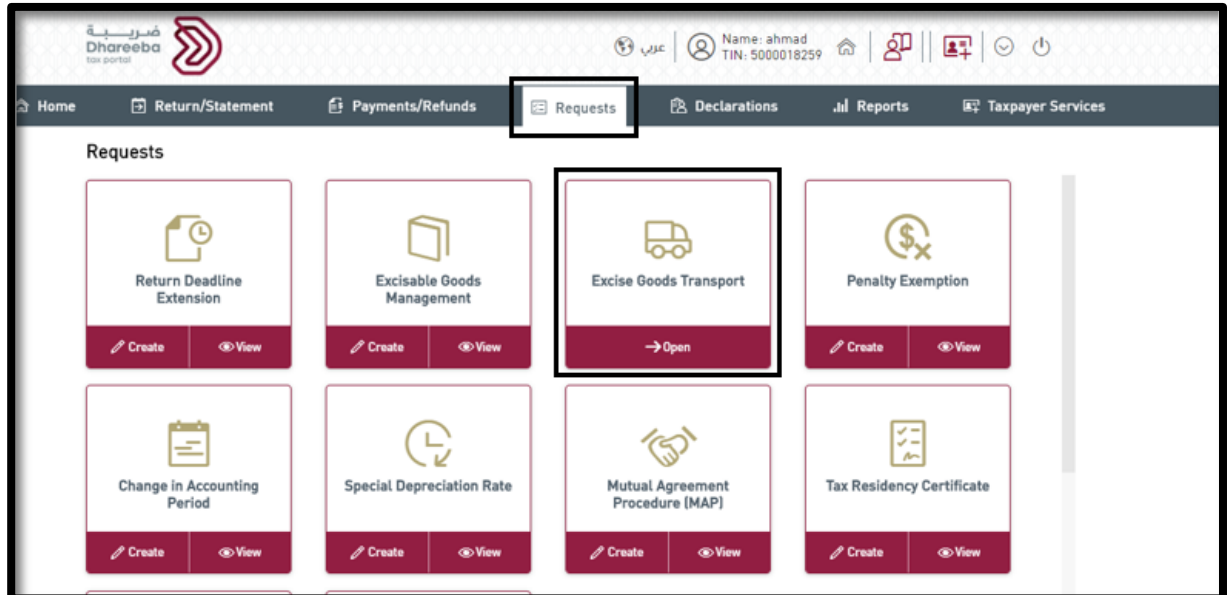 ضريبة
Dhareeba
tax portal
عربي
Name: ahmad
TIN: 5000018259
Home
Return/Statement
Payments/Refunds
Requests
Declarations
Reports
Taxpayer Services
Requests
Return Deadline
Extension
Create
View
Excisable Goods
Management
Create
View
Excise Goods Transport
Open
Penalty Exemption
Create
View
Change in Accounting
Period
Create
View
Special Depreciation Rate
Create
View
Mutual Agreement
Procedure (MAP)
Create
View
Tax Residency Certificate
Create
View